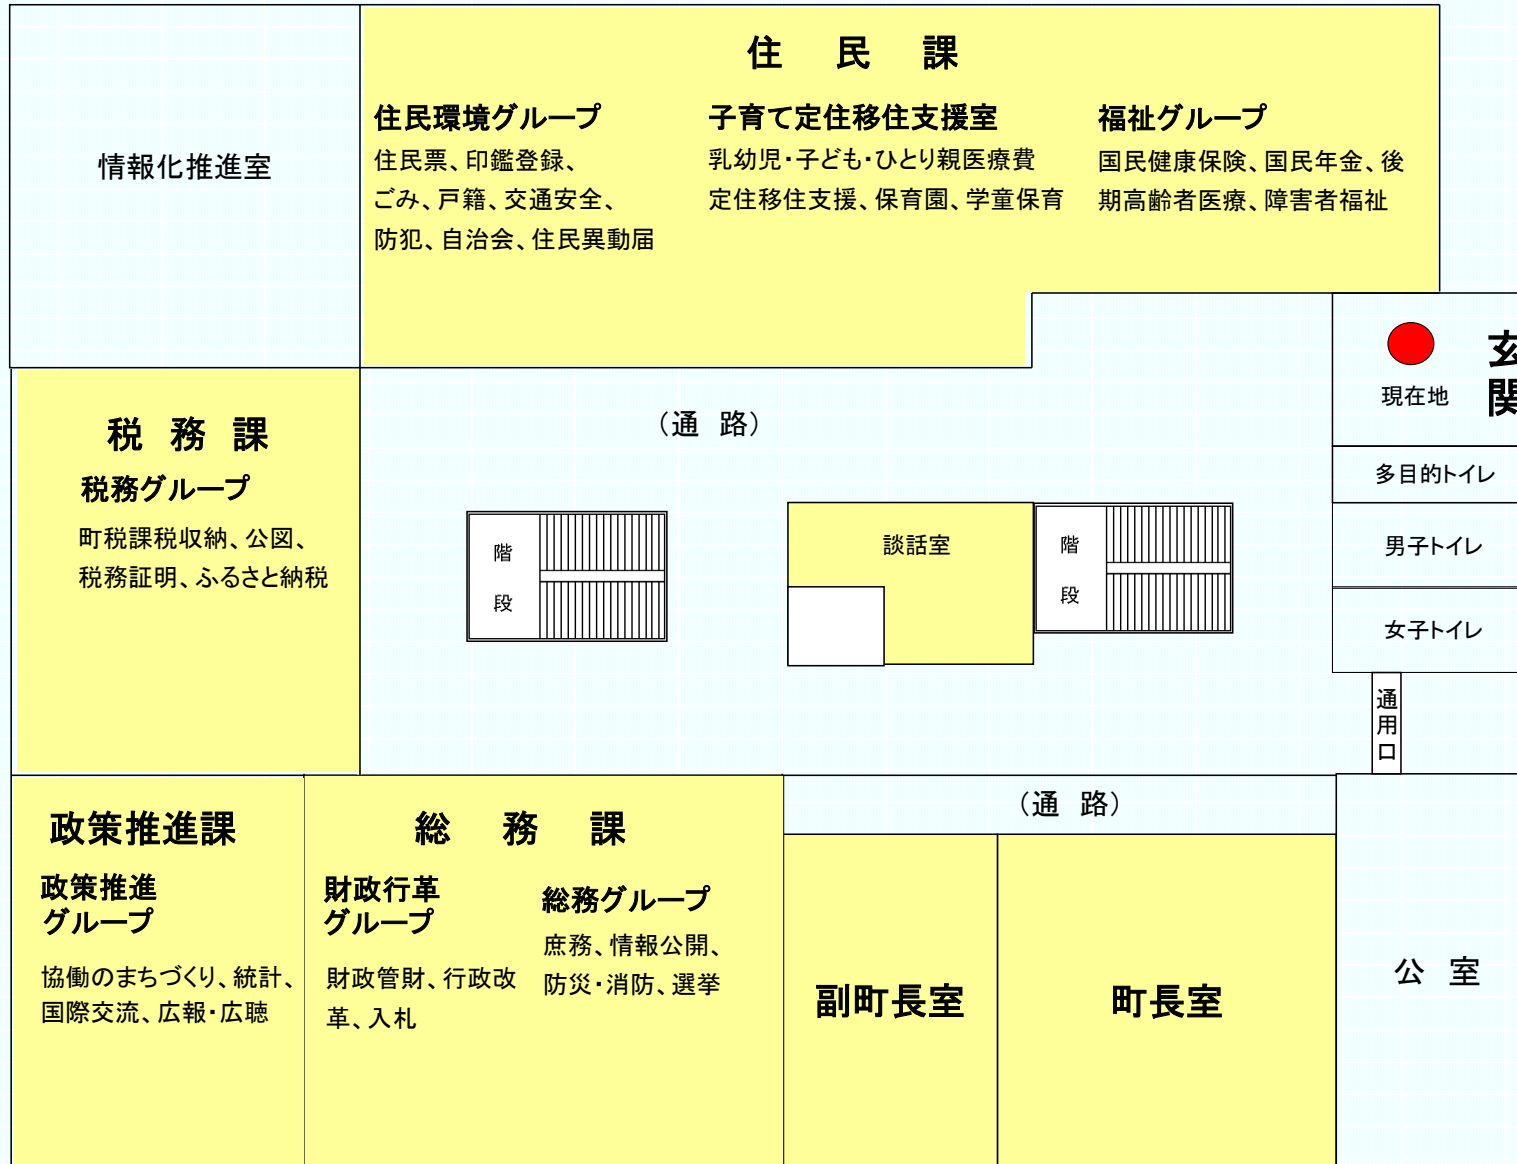 住 民 課
住民環境グループ
住民票、印鑑登録、
ごみ、戸籍、交通安全、
防犯、自治会、住民異動届
子育て定住移住支援室
乳幼児・子ども・ひとり親医療費
定住移住支援、保育園、学童保育
福祉グループ
国民健康保険、国民年金、後
期高齢者医療、障害者福祉
情報化推進室
玄
関
現在地
税 務 課
税務グループ
町税課税収納、公図、
税務証明、ふるさと納税
（通 路）
階
段
談話室
階
段
多目的トイレ
男子トイレ
女子トイレ
通
用
口
政策推進課
政策推進
グループ
協働のまちづくり、統計、
国際交流、広報・広聴
総 務 課
財政行革
グループ
財政管財、行政改
革、入札
総務グループ
庶務、情報公開、
防災・消防、選挙
（通 路）
副町長室
町長室
公 室